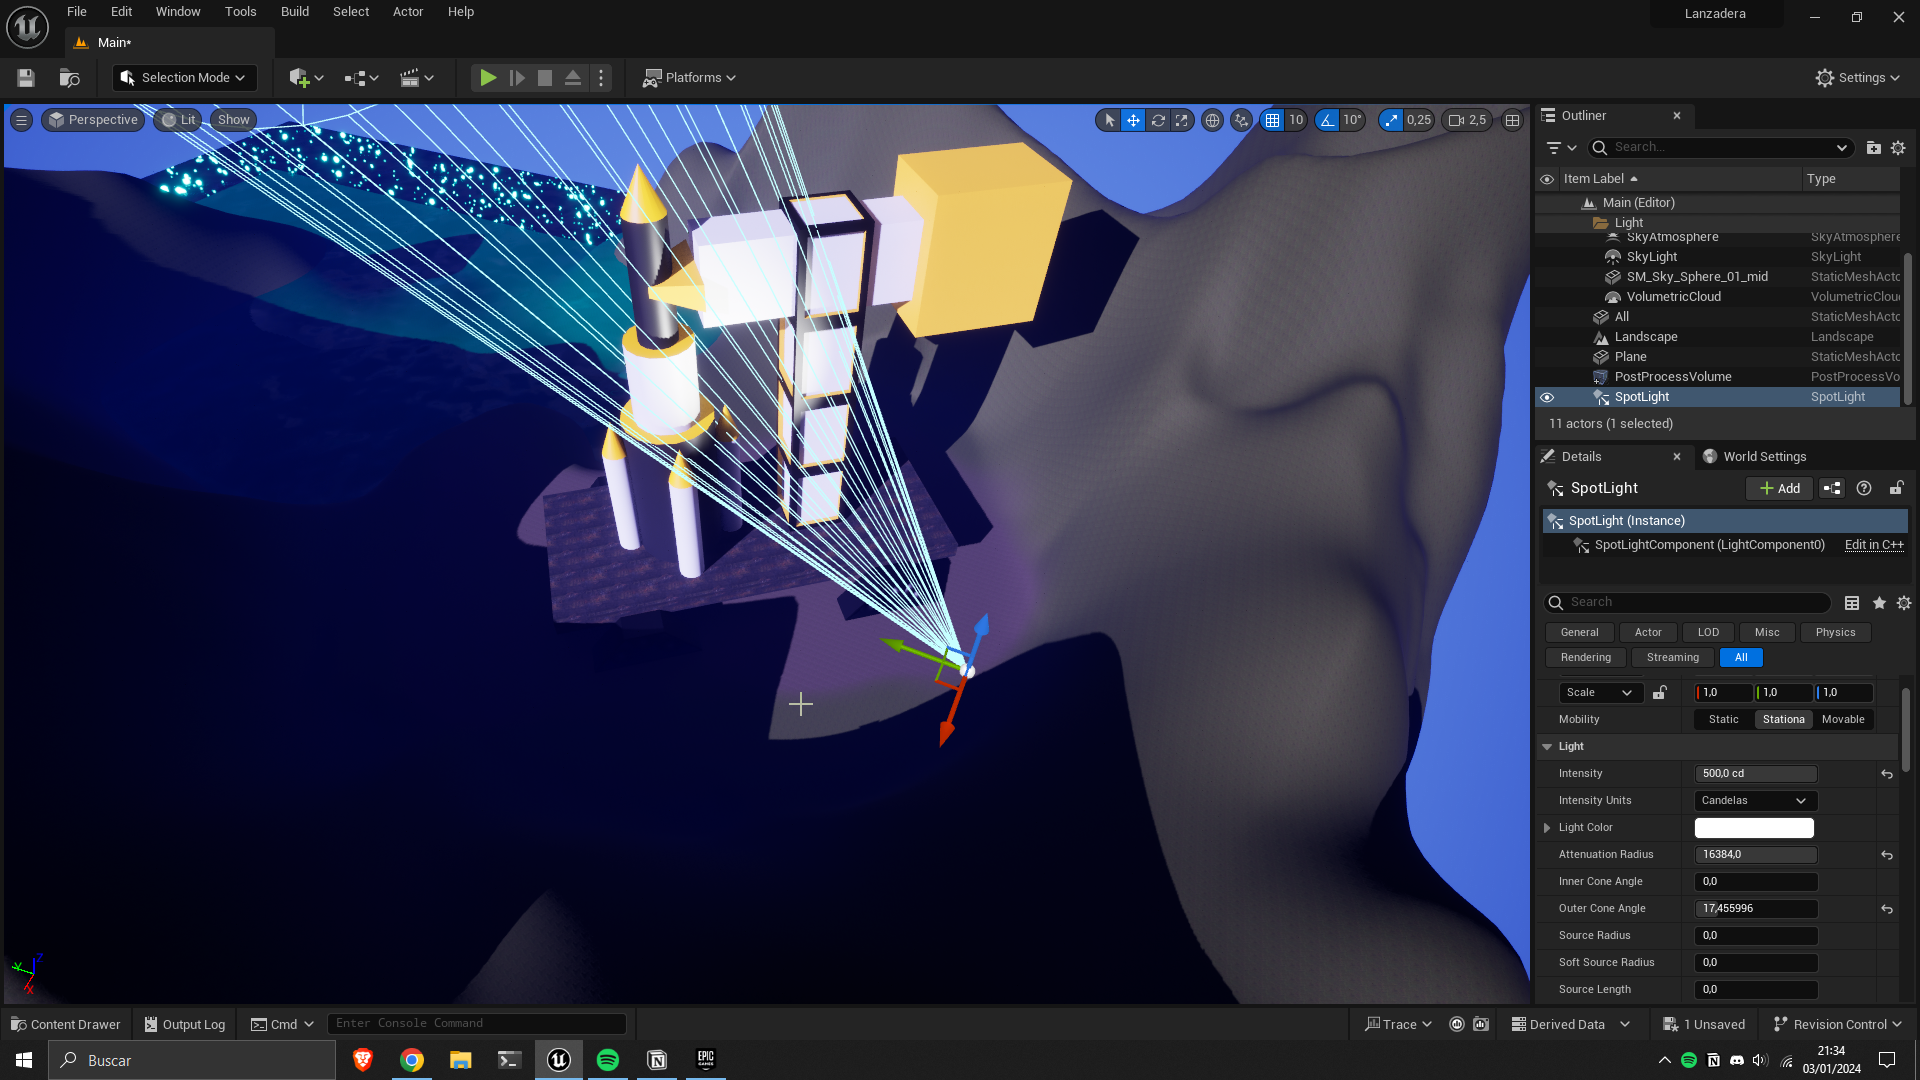 File Edit Window Tools Build Select Actor Help
Lanzadera
Main*
Selection Mode
Platforms
Settings
Perspective Lit Show
10 10° 0,25 2,5
Outliner
Search...
Item Label Type
Main (Editor)
Light
SkyAtmosphere SkyAtmosphere
SkyLight SkyLight
SM_Sky_Sphere_01_mid StaticMeshActo
VolumetricCloud VolumetricClou
All StaticMeshActo
Landscape Landscape
Plane StaticMeshActo
PostProcessVolume PostProcessVo
SpotLight SpotLight
11 actors (1 selected)
Details World Settings
SpotLight Add
SpotLight (Instance)
SpotLightComponent (LightComponent0) Edit in C++
Search
General Actor LOD Misc Physics
Rendering Streaming All
Scale 1,0 1,0 1,0
Mobility Static Stationa Movable
Light
Intensity 500,0 cd
Intensity Units Candelas
Light Color
Attenuation Radius 16384,0
Inner Cone Angle 0,0
Outer Cone Angle 17,455996
Source Radius 0,0
Soft Source Radius 0,0
Source Length 0,0
Z
Y
X
Content Drawer Output Log Cmd Enter Console Command Trace Derived Data 1 Unsaved Revision Control
Buscar
EPIC
GAMES
21:34
03/01/2024